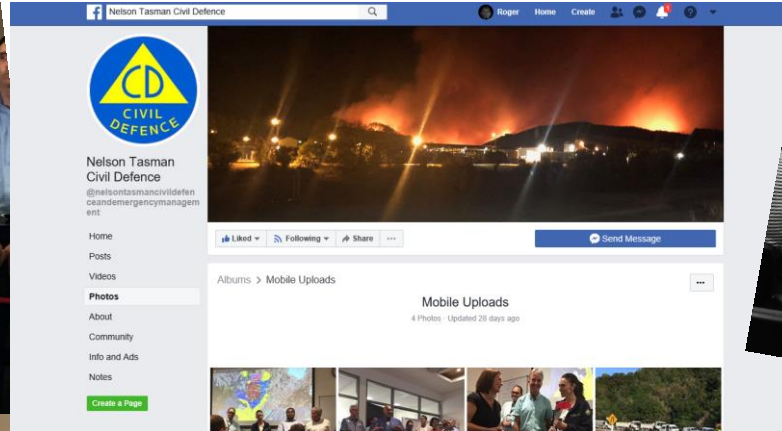 Nelson Tasman Civil Defence
Roger
Home
Create
1
CD
CIVIL
DEFENCE
Nelson Tasman
Civil Defence
@nelsontasmancivildefen
ceandemergencymanagem
ent
Liked
Following
Share
Send Message
Home
Posts
Videos
Photos
About
Community
Info and Ads
Notes
Create a Page
Albums > Mobile Uploads
Mobile Uploads
4 Photos · Updated 28 days ago